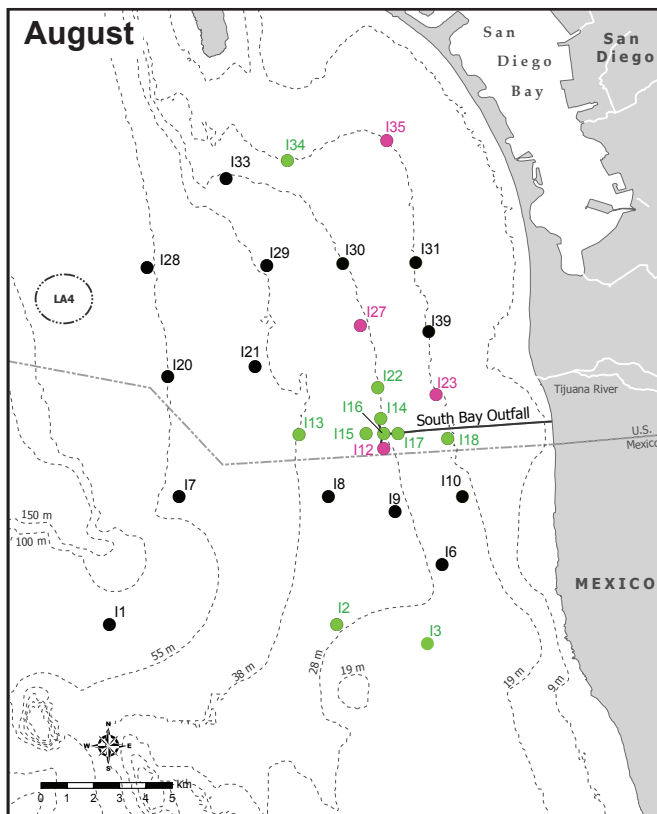 August
San
Diego
Bay
San
Diego
I35
I34
I33
I28
I29
I30
I31
LA4
I27
I39
I21
I20
I22
I23
I16
I14
South Bay Outfall
Tijuana River
I13
I15
I17
I18
I12
U.S.
Mexico
I7
I8
I9
I10
150 m
100 m
I6
MEXICO
I1
I2
I3
55 m
38 m
28 m
19 m
19 m
9 m
N
W
E
S
km
0 1 2 3 4 5